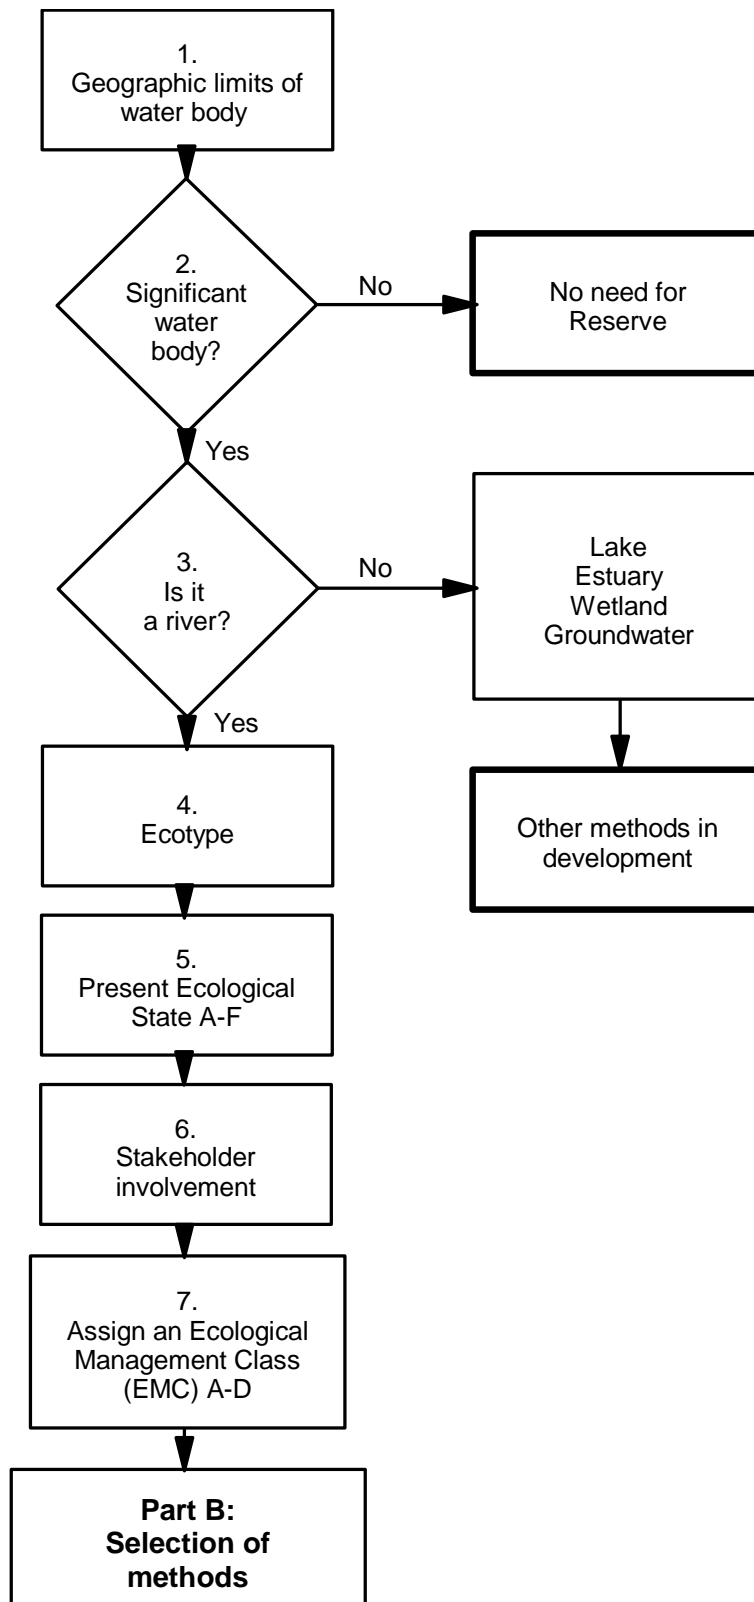 1.
Geographic limits of
water body
2.
Significant
water
body?
No
No need for
Reserve
Yes
3.
Is it
a river?
No
Lake
Estuary
Wetland
Groundwater
Yes
Other methods in
development
4.
Ecotype
5.
Present Ecological
State A-F
6.
Stakeholder
involvement
7.
Assign an Ecological
Management Class
(EMC) A-D
Part B:
Selection of
methods